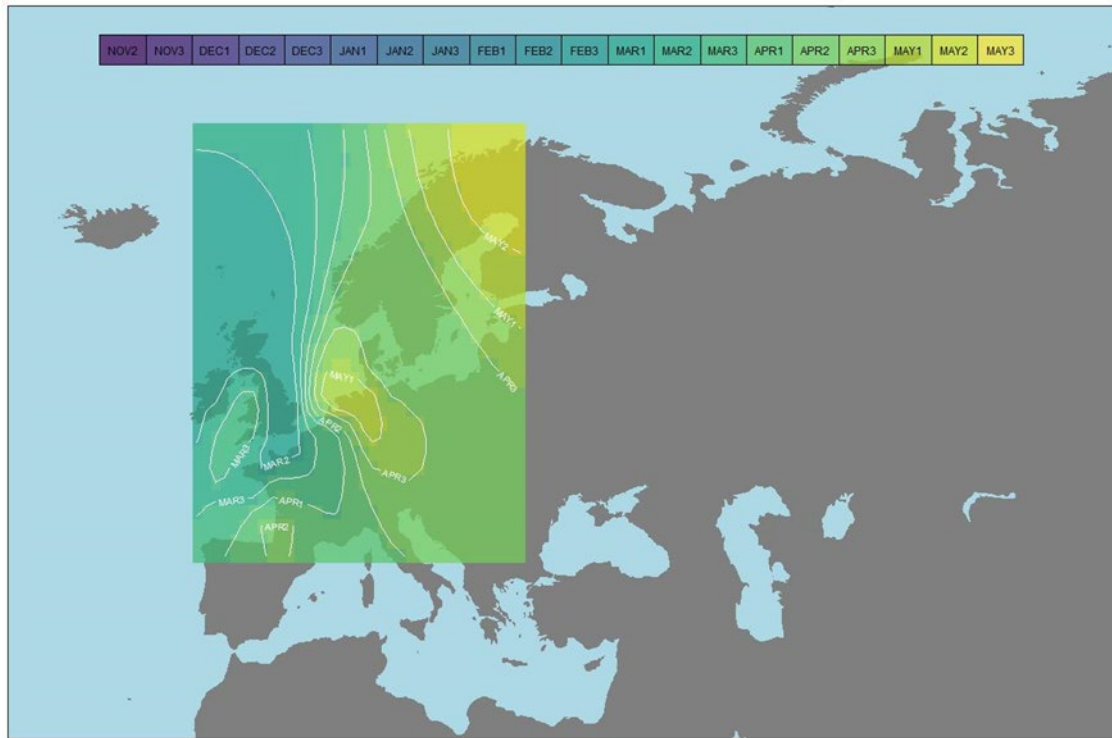 NOV2 NOV3 DEC1 DEC2 DEC3 JAN1 JAN2 JAN3 FEB1 FEB2 FEB3 MAR1 MAR2 MAR3 APR1 APR2 APR3 MAY1 MAY2 MAY3
MAY2
MAY1
APR3
MAY1
APR2
MAR3
MAR2
APR3
MAR3
APR1
APR2